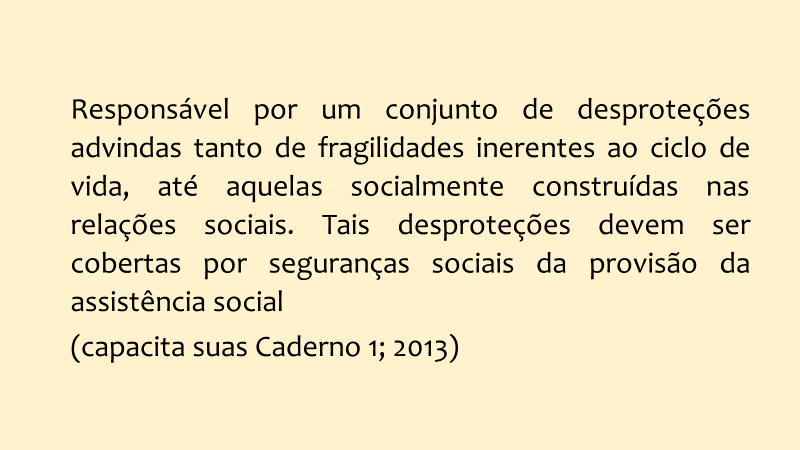 Responsável por um conjunto de desproteções
advindas tanto de fragilidades inerentes ao ciclo de
vida, até aquelas socialmente construídas nas
relações sociais. Tais desproteções devem ser
cobertas por seguranças sociais da provisão da
assistência social
(capacita suas Caderno 1; 2013)